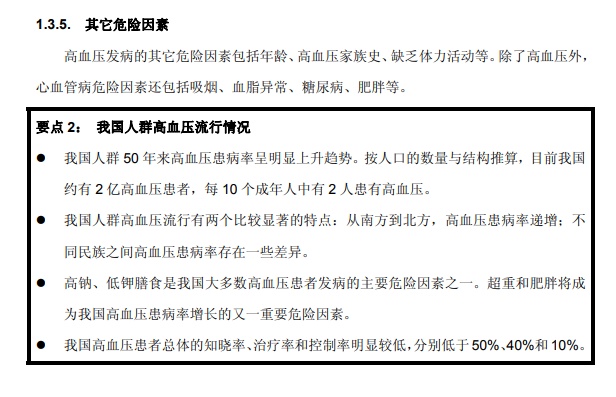 1.3.5. 其它危险因素
高血压发病的其它危险因素包括年龄、高血压家族史、缺乏体力活动等。除了高血压外，
心血管病危险因素还包括吸烟、血脂异常、糖尿病、肥胖等。
要点 2： 我国人群高血压流行情况
● 我国人群 50 年来高血压患病率呈明显上升趋势。按人口的数量与结构推算，目前我国
约有 2 亿高血压患者，每 10 个成年人中有 2 人患有高血压。
● 我国人群高血压流行有两个比较显著的特点：从南方到北方，高血压患病率递增；不
同民族之间高血压患病率存在一些差异。
● 高钠、低钾膳食是我国大多数高血压患者发病的主要危险因素之一。超重和肥胖将成
为我国高血压患病率增长的又一重要危险因素。
● 我国高血压患者总体的知晓率、治疗率和控制率明显较低，分别低于 50%、40%和 10%。